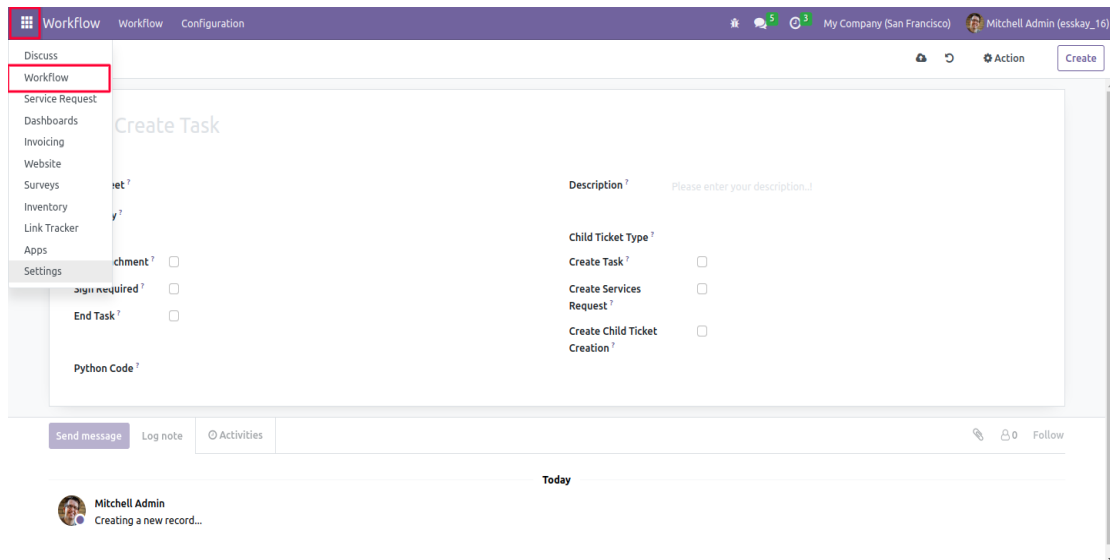 Workflow Workflow Configuration 5 3 My Company (San Francisco) Mitchell Admin (esskay_16)
Discuss
Action Create
Workflow
Service Request
Dashboards
Create Task
Invoicing
Website
Surveys
eet ? Description ? Please enter your description..!
Inventory
y ?
Link Tracker
Child Ticket Type ?
Apps
chment ? Create Task ?
Settings
Sign Required ? Create Services
Request ?
End Task ?
Create Child Ticket
Creation ?
Python Code ?
Send message Log note Activities 0 Follow
Today
Mitchell Admin
Creating a new record...